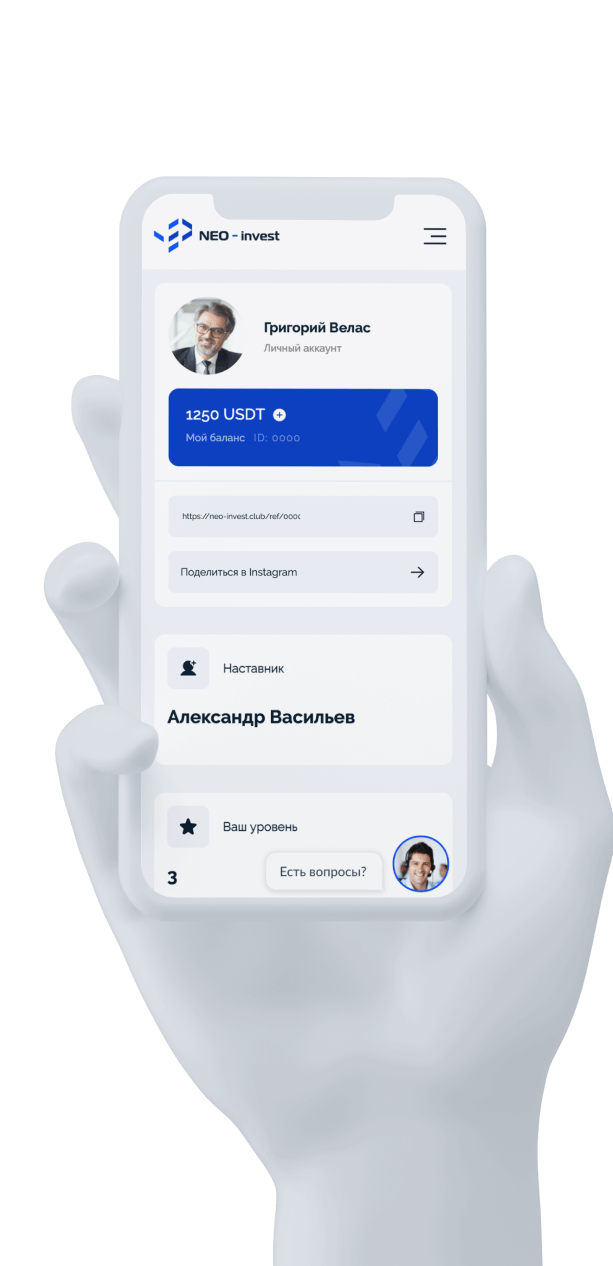 NEO - invest
Григорий Велас
Личный аккаунт
1250 USDT
Мой баланс ID: 0000
https://neo-invest.club/ref/000
Поделиться в Instagram
Наставник
Александр Васильев
Ваш уровень
3
Есть вопросы?